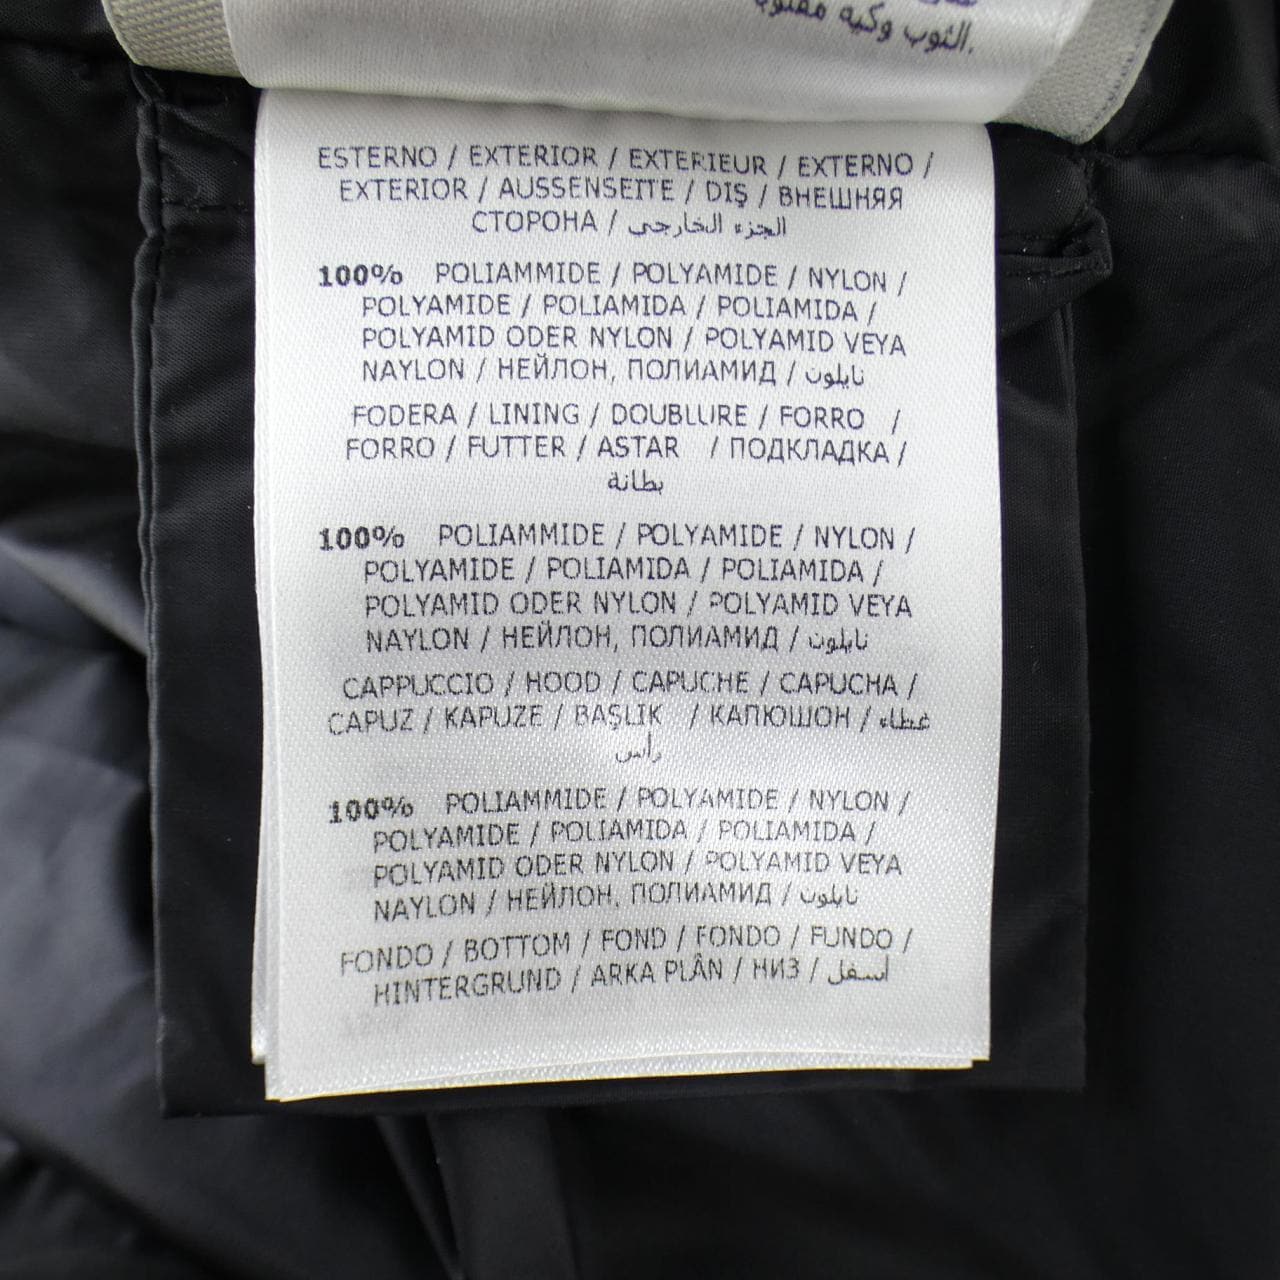 الثوب وكيه مقلوب.
ESTERNO / EXTERIOR / EXTERIEUR / EXTERNO /
EXTERIOR / AUSSENSEITE / DIŞ / ВНЕШНЯЯ
СТОРОНА / الجزء الخارجي
100% POLIAMMIDE / POLYAMIDE / NYLON /
POLYAMIDE / POLIAMIDA / POLIAMIDA /
POLYAMID ODER NYLON / POLYAMID VEYA
NAYLON / НЕЙЛОН, ПОЛИАМИД / نايلون
FODERA / LINING / DOUBLURE / FORRO /
FORRO / FUTTER / ASTAR / ПОДКЛАДКА /
بطانة
100% POLIAMMIDE / POLYAMIDE / NYLON /
POLYAMIDE / POLIAMIDA / POLIAMIDA /
POLYAMID ODER NYLON / POLYAMID VEYA
NAYLON / НЕЙЛОН, ПОЛИАМИД / نايلون
CAPPUCCIO / HOOD / CAPUCHE / CAPUCHA /
CAPUZ / KAPUZE / BAŞLIK / КАПЮШОН / غطاء
رأس
100% POLIAMMIDE / POLYAMIDE / NYLON /
POLYAMIDE / POLIAMIDA / POLIAMIDA /
POLYAMID ODER NYLON / POLYAMID VEYA
NAYLON / НЕЙЛОН, ПОЛИАМИД / نايلون
FONDO / BOTTOM / FOND / FONDO / FUNDO /
HINTERGRUND / ARKA PLÂN / НИЗ / أسفل